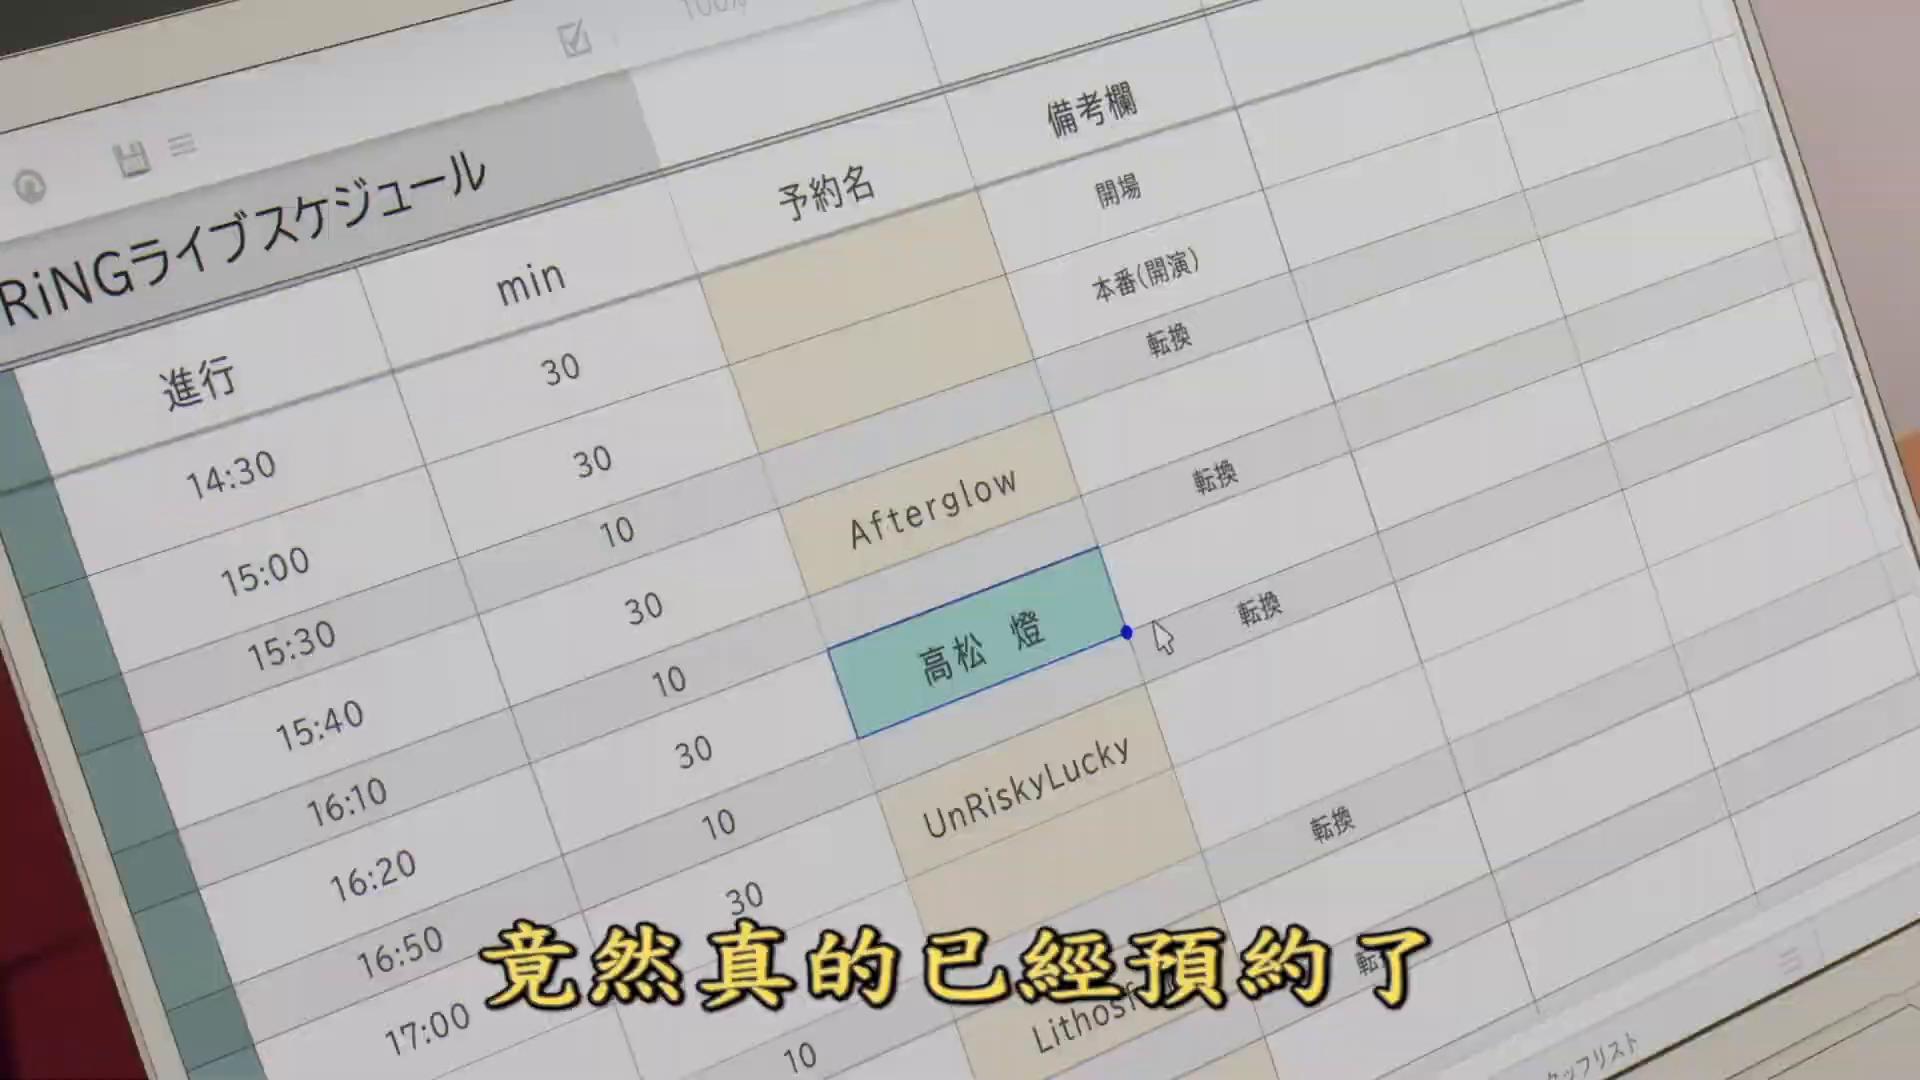 100%
RiNGライブスケジュール
進行 min 予約名 備考欄
14:30 30 開場
15:00 30 本番(開演)
15:30 10 転換
15:40 30 Afterglow
16:10 10 転換
16:20 30 高松 燈
16:50 10 転換
17:00 30 UnRiskyLucky
10 転換
転換
竟然真的已經預約了